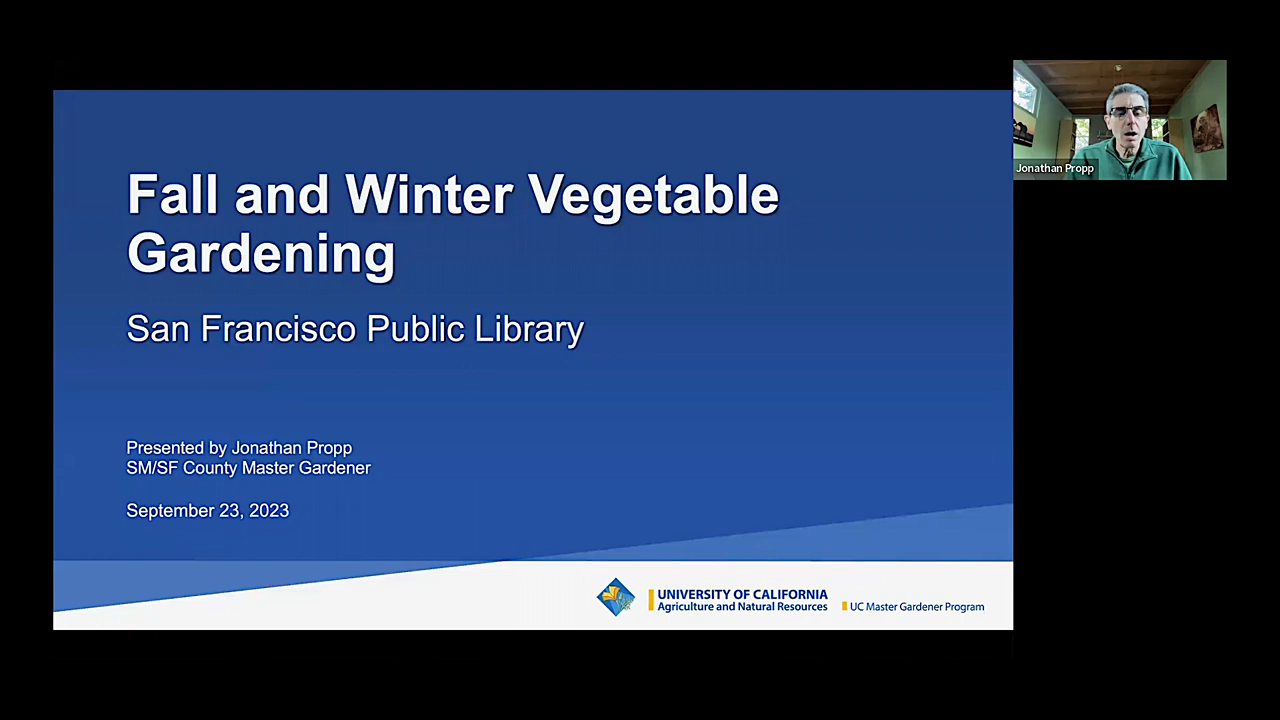 Fall and Winter Vegetable
Gardening
San Francisco Public Library
Presented by Jonathan Propp
SM/SF County Master Gardener
September 23, 2023
UNIVERSITY OF CALIFORNIA
Agriculture and Natural Resources
UC Master Gardener Program
Jonathan Propp